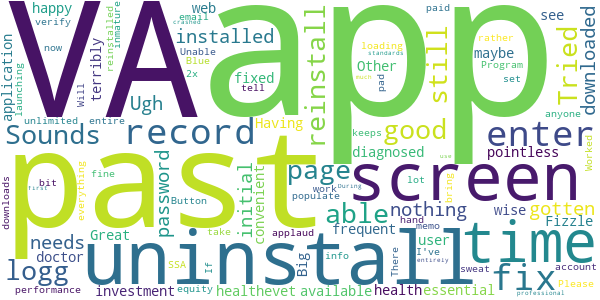 VA app
past
screen
uninstall
time
fix
enter
record
page
able
logg
Sounds
good
still
reinstall
Tried
installed
Ugh
terribly
application
happy
verify
now
reinstalled
inmature
email
crashed
web
Unable
Blue
2x
fixed
tell
loading
standards
Other
pad
paid
rather
Program
set
maybe
see
downloaded
anyone
Will
launching
unlimited
entire
Having
keeps
much
Worked
diagnosed
pointless
password
initial
convenient
nothing
wise
gotten
Fizzle
frequent
user
needs
doctor
Great
fine
bit
everything
downloads
first
Button
take
If
SSA
investment
performance
equity
healthevet
available
Big
info
applaud
There
I've
entirely
memo
hand
lot
work
populate
During
bring
use
health
essential
sweat
account
Please
professional